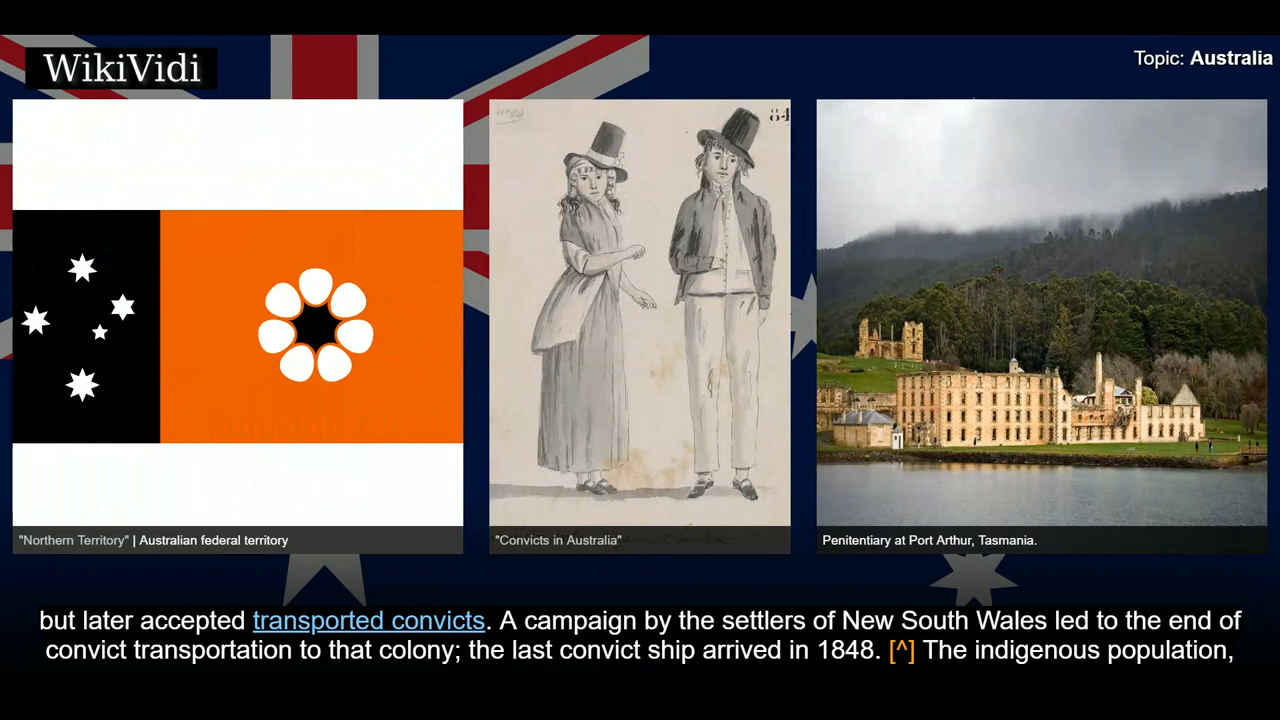 WikiVidi
Topic: Australia
84
"Northern Territory" | Australian federal territory
"Convicts in Australia"
Penitentiary at Port Arthur, Tasmania.
but later accepted transported convicts. A campaign by the settlers of New South Wales led to the end of
convict transportation to that colony; the last convict ship arrived in 1848. [^] The indigenous population,